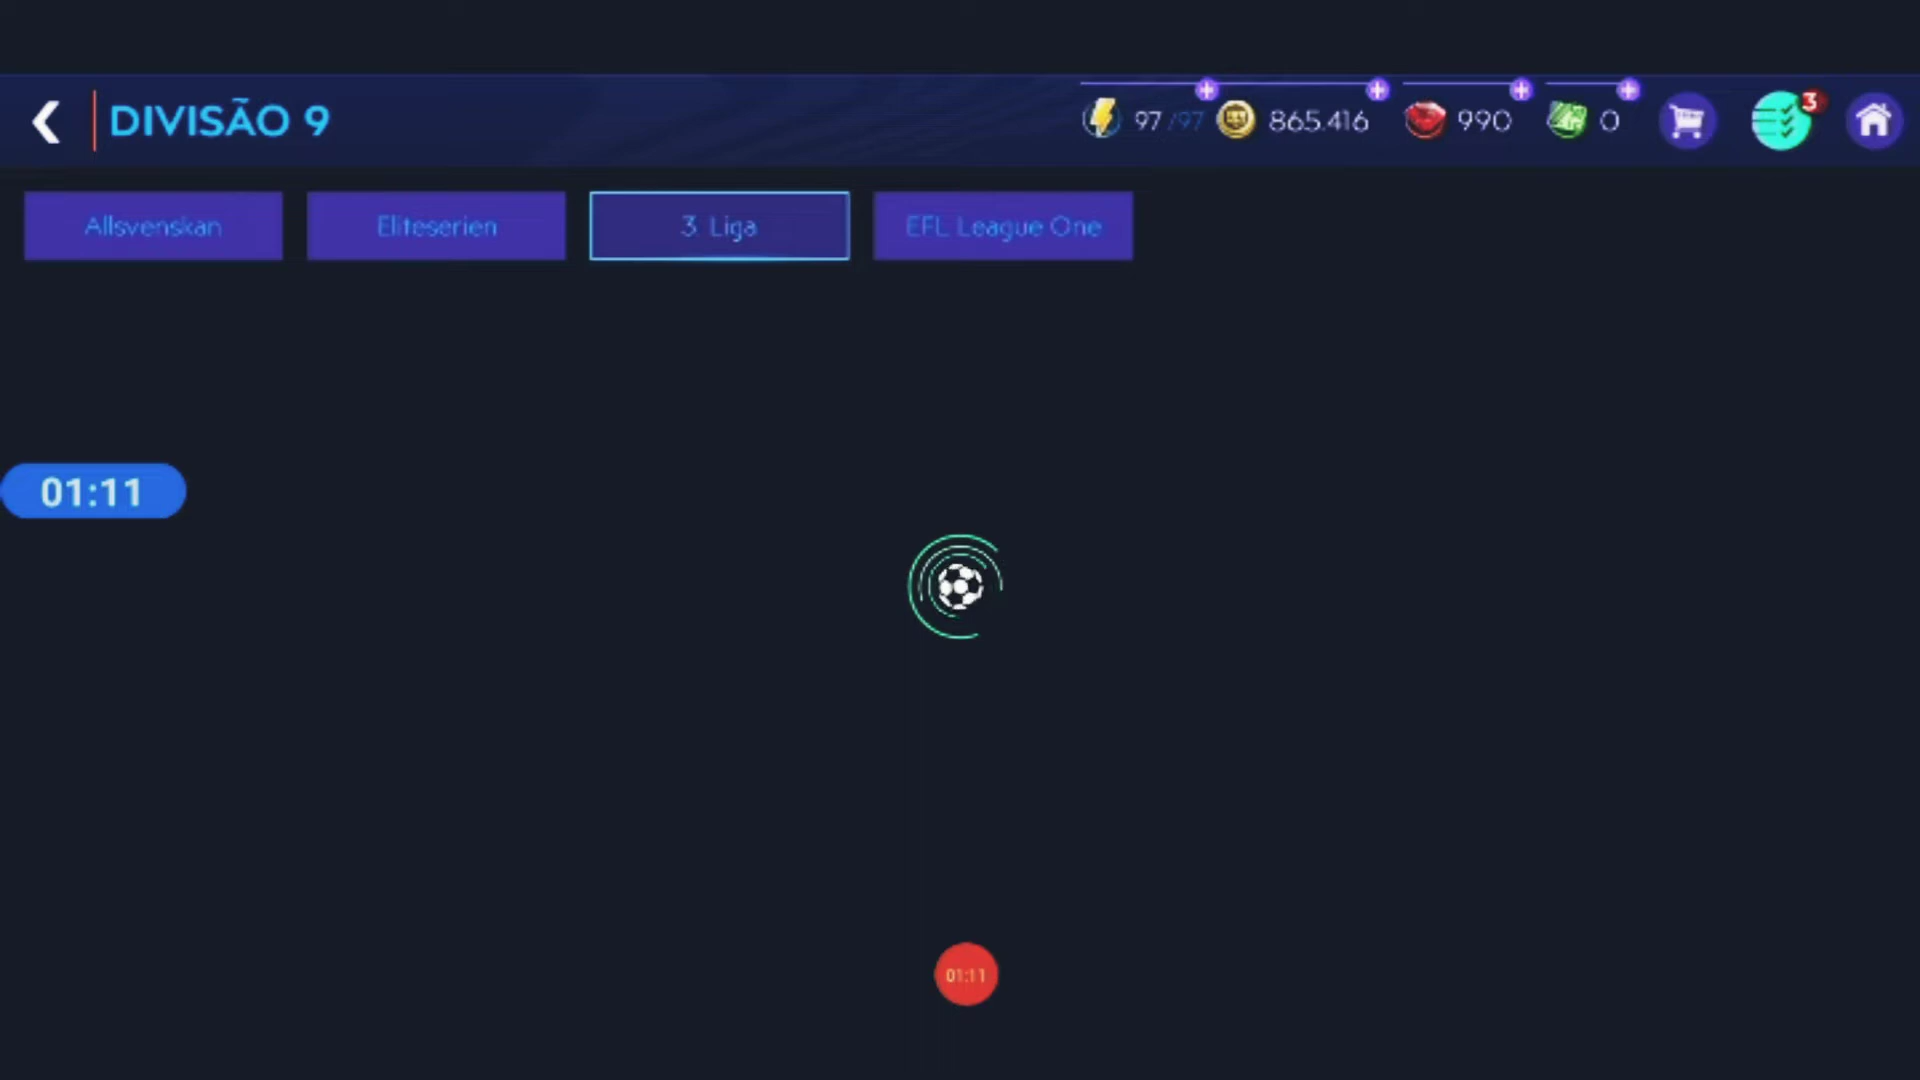 DIVISÃO 9
97/97
865.416
990
0
3
Allsvenskan
Eliteserien
3. Liga
EFL League One
01:11
01:11